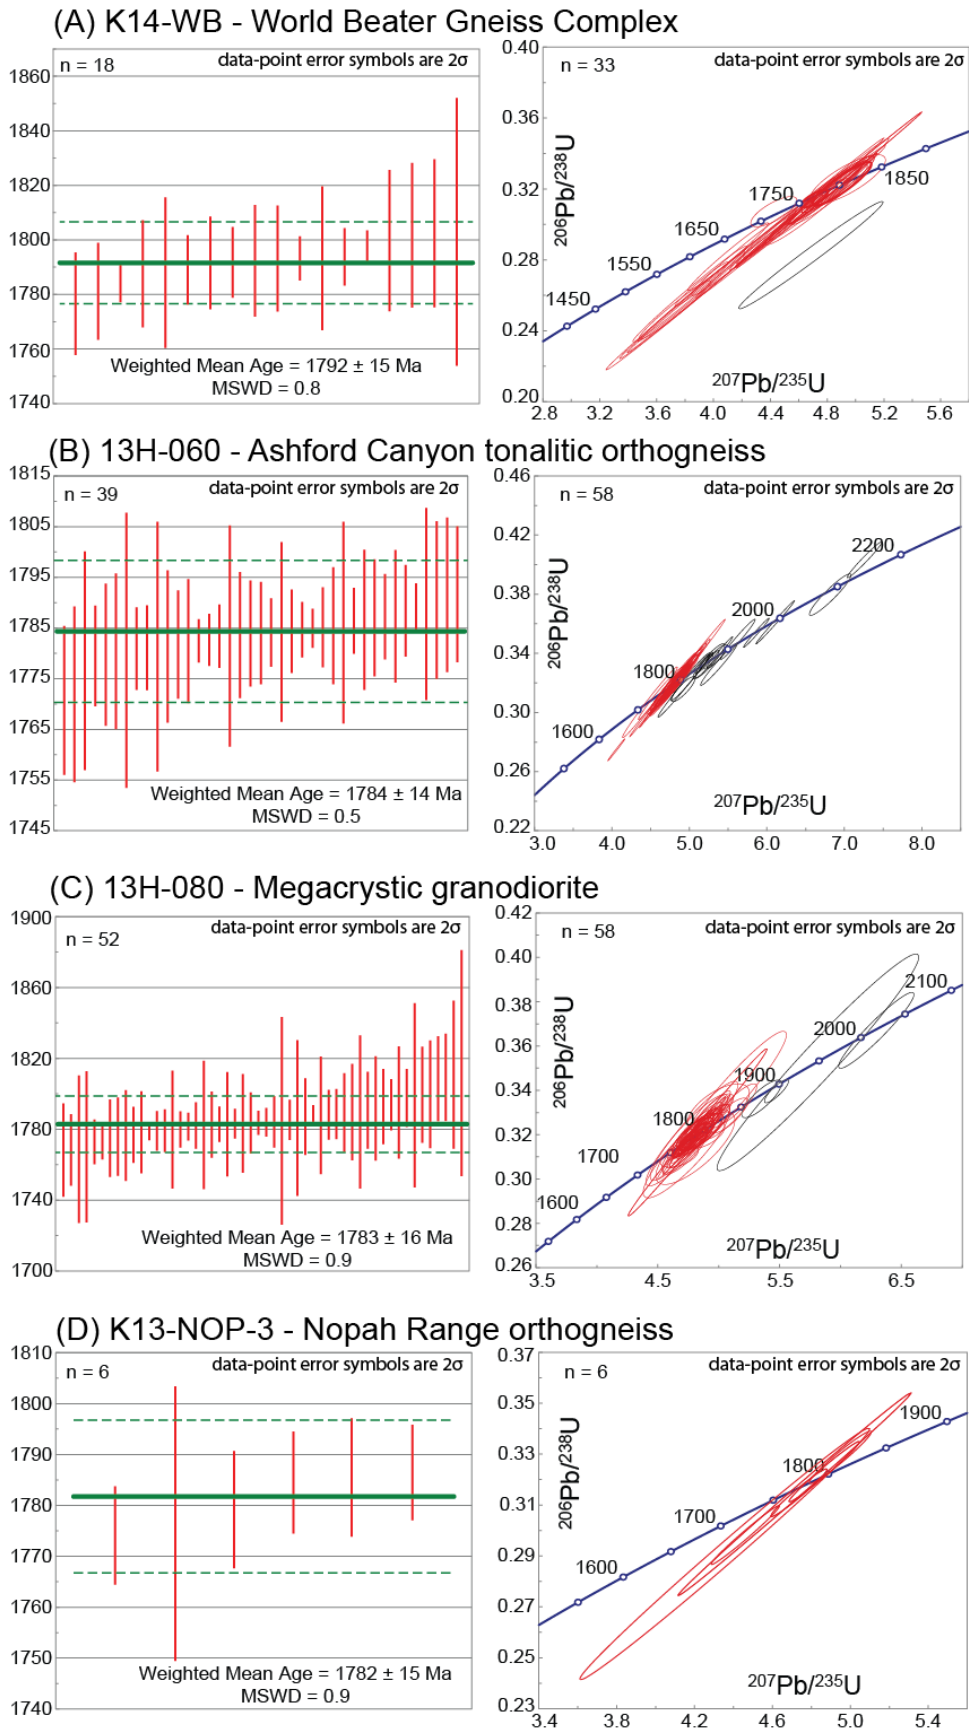 (A) K14-WB - World Beater Gneiss Complex
n = 18
data-point error symbols are 2σ
1860
1840
1820
1800
1780
1760
1740
Weighted Mean Age = 1792 ± 15 Ma
MSWD = 0.8
n = 33
data-point error symbols are 2σ
0.40
0.36
0.32
0.28
0.24
0.20
206Pb/238U
1450
1550
1650
1750
1850
207Pb/235U
2.8 3.2 3.6 4.0 4.4 4.8 5.2 5.6
(B) 13H-060 - Ashford Canyon tonalitic orthogneiss
n = 39
data-point error symbols are 2σ
1815
1805
1795
1785
1775
1765
1755
1745
Weighted Mean Age = 1784 ± 14 Ma
MSWD = 0.5
n = 58
data-point error symbols are 2σ
0.46
0.42
0.38
0.34
0.30
0.26
0.22
206Pb/238U
1600
1800
2000
2200
207Pb/235U
3.0 4.0 5.0 6.0 7.0 8.0
(C) 13H-080 - Megacrystic granodiorite
n = 52
data-point error symbols are 2σ
1900
1860
1820
1780
1740
1700
Weighted Mean Age = 1783 ± 16 Ma
MSWD = 0.9
n = 58
data-point error symbols are 2σ
0.42
0.40
0.38
0.36
0.34
0.32
0.30
0.28
0.26
206Pb/238U
1600
1700
1800
1900
2000
2100
207Pb/235U
3.5 4.5 5.5 6.5
(D) K13-NOP-3 - Nopah Range orthogneiss
n = 6
data-point error symbols are 2σ
1810
1800
1790
1780
1770
1760
1750
1740
Weighted Mean Age = 1782 ± 15 Ma
MSWD = 0.9
n = 6
data-point error symbols are 2σ
0.37
0.35
0.33
0.31
0.29
0.27
0.25
0.23
206Pb/238U
1600
1700
1800
1900
207Pb/235U
3.4 3.8 4.2 4.6 5.0 5.4